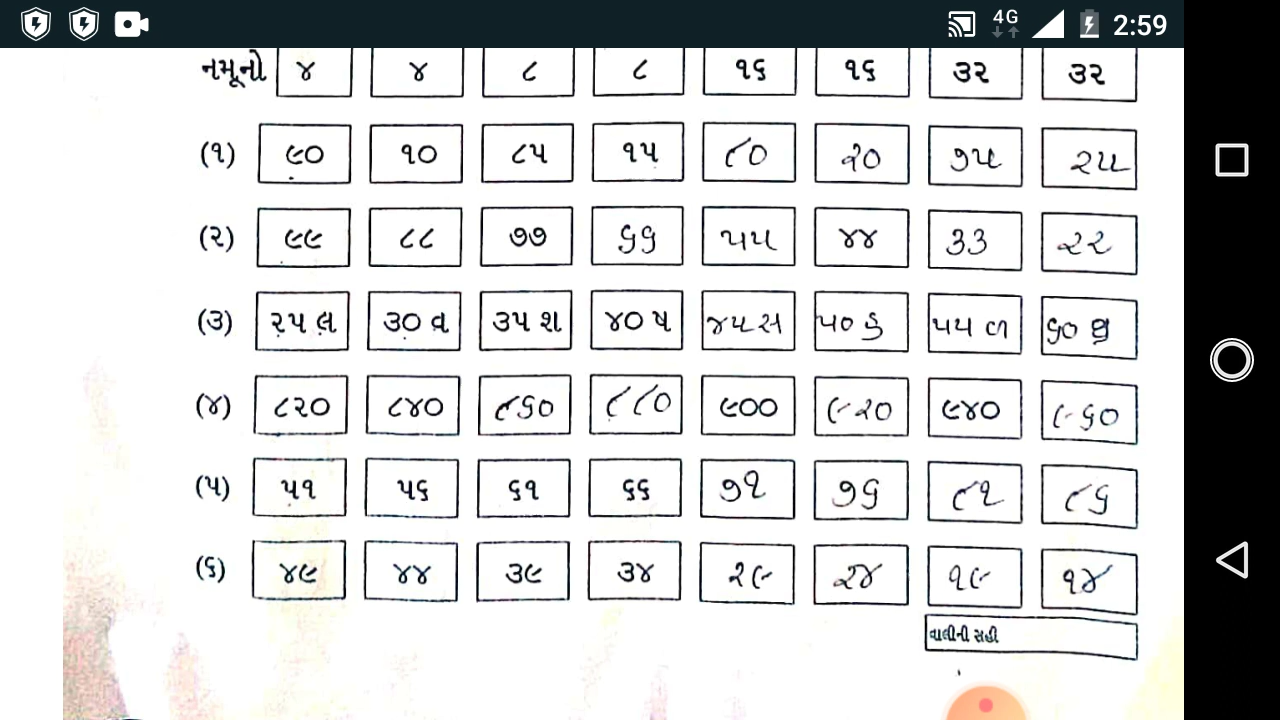 4G 2:59
નમૂનો ૪ ૪ ૮ ૮ ૧૬ ૧૬ ૩૨ ૩૨
(૧) ૯૦ ૧૦ ૮૫ ૧૫ ૮૦ ૨૦ ૭૫ ૨૫
(૨) ૯૯ ૮૮ ૭૭ ૬૬ ૫૫ ૪૪ ૩૩ ૨૨
(૩) ૨૫ લ ૩૦ વ ૩૫ શ ૪૦ ષ ૪૫ સ ૫૦ હ ૫૫ ળ ૬૦ ક્ષ
(૪) ૮૨૦ ૮૪૦ ૮૬૦ ૮૮૦ ૯૦૦ ૯૨૦ ૯૪૦ ૯૬૦
(૫) ૫૧ ૫૬ ૬૧ ૬૬ ૭૧ ૭૬ ૮૧ ૮૬
(૬) ૪૯ ૪૪ ૩૯ ૩૪ ૨૯ ૨૪ ૧૯ ૧૪
વાલીની સહી